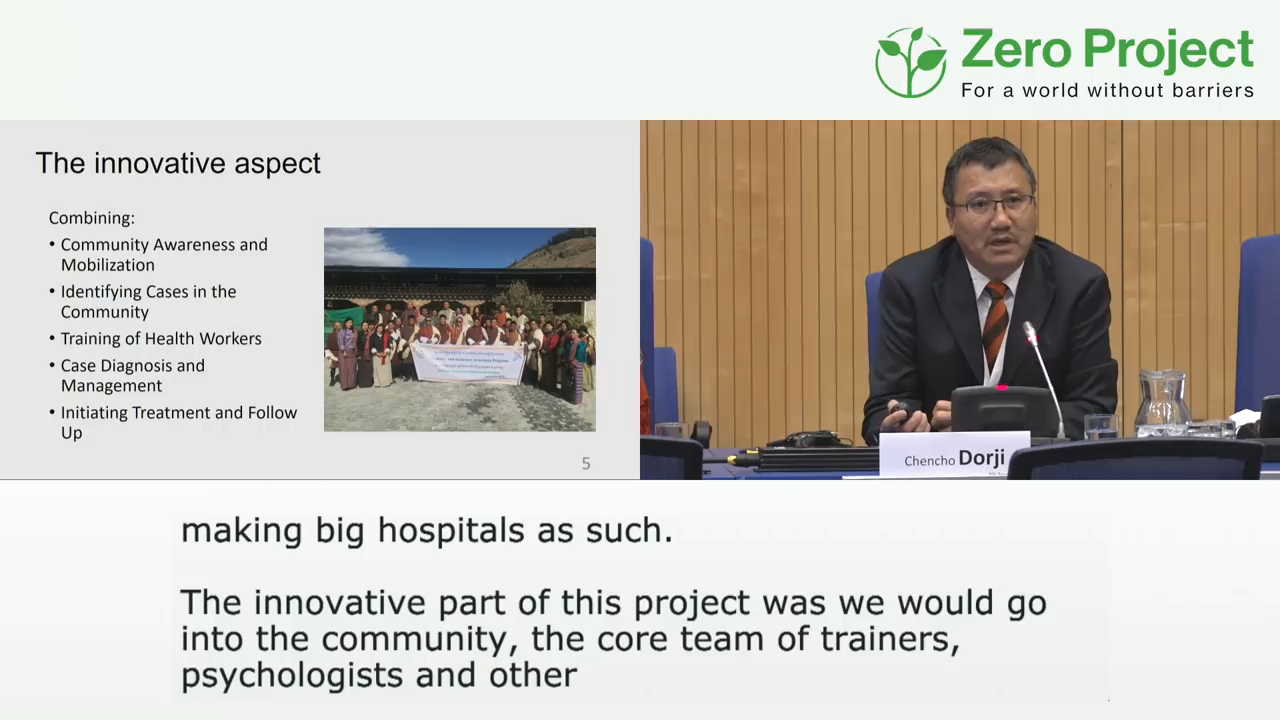 Zero Project
For a world without barriers
The innovative aspect
Combining:
• Community Awareness and
Mobilization
• Identifying Cases in the
Community
• Training of Health Workers
• Case Diagnosis and
Management
• Initiating Treatment and Follow
Up
5
Chencho Dorji
making big hospitals as such.
The innovative part of this project was we would go
into the community, the core team of trainers,
psychologists and other